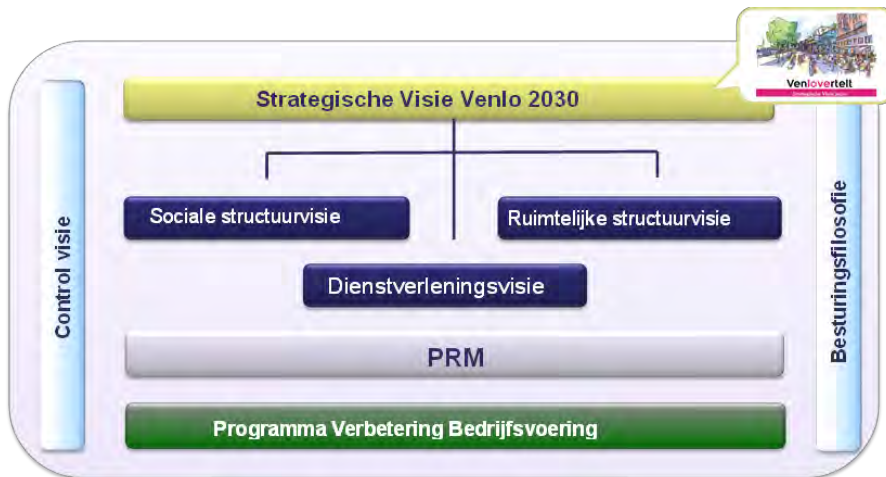 Venlovertelt
Strategische Visie Venlo 2030
Sociale structuurvisie
Ruimtelijke structuurvisie
Dienstverleningsvisie
PRM
Programma Verbetering Bedrijfsvoering
Control visie
Besturingsfilosofie